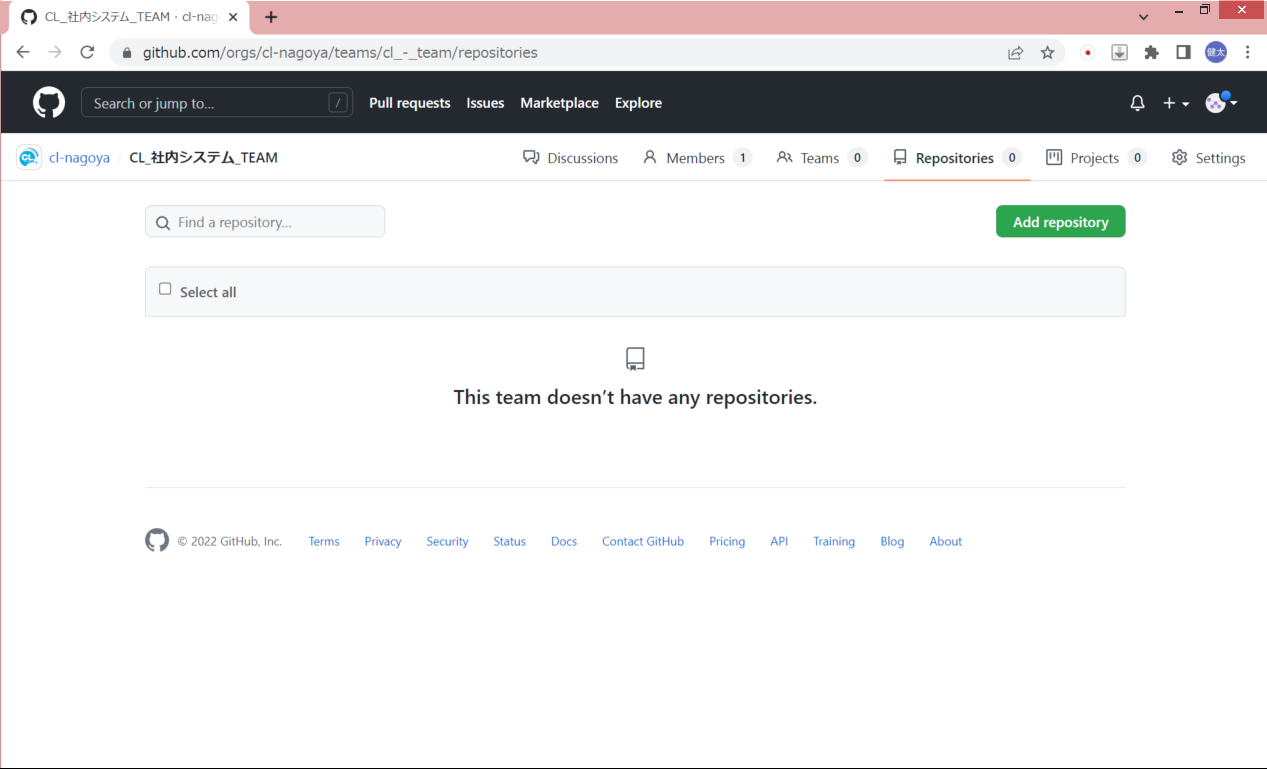 CL_社内システム_TEAM · cl-nag
github.com/orgs/cl-nagoya/teams/cl_-_team/repositories
健太
Search or jump to... /
Pull requests Issues Marketplace Explore
CL cl-nagoya / CL_社内システム_TEAM
Discussions Members 1 Teams 0 Repositories 0 Projects 0 Settings
Find a repository...
Add repository
Select all
This team doesn't have any repositories.
© 2022 GitHub, Inc. Terms Privacy Security Status Docs Contact GitHub Pricing API Training Blog About